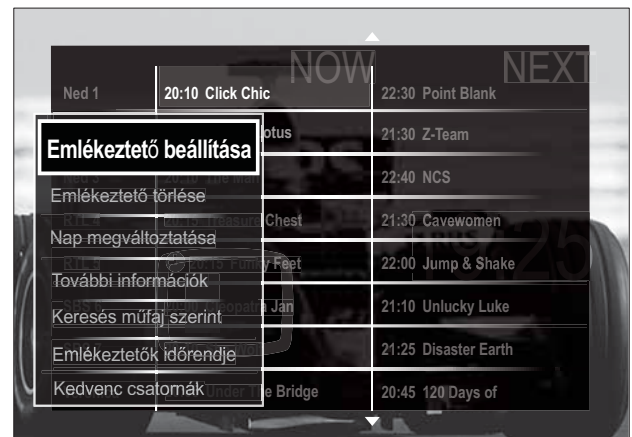 NOW NEXT
Ned 1 20:10 Click Chic 22:30 Point Blank
otus 21:30 Z-Team
22:40 NCS
Chest 21:30 Cavewomen
20:15 Funny Feet 22:00 Jump & Shake
Jan 21:10 Unlucky Luke
21:25 Disaster Earth
Under The Bridge 20:45 120 Days of
Emlékeztető beállítása
Emlékeztető törlése
Nap megváltoztatása
További információk
Keresés műfaj szerint
Emlékeztetők időrendje
Kedvenc csatornák